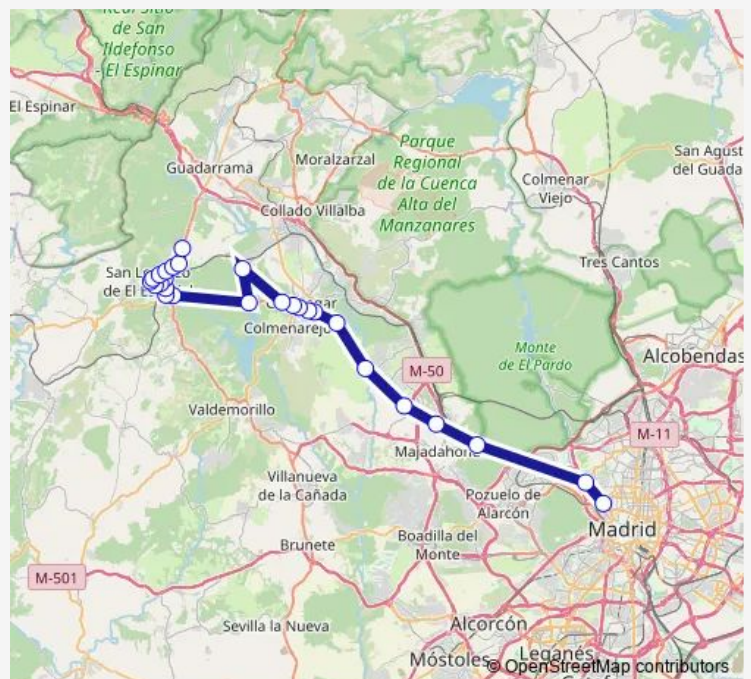 Real Sitio
de San
Ildefonso
- El Espinar
El Espinar
Guadarrama
Moralzarzal
Collado Villalba
Parque
Regional
de la Cuenca
Alta del
Manzanares
Colmenar
Viejo
San Agust
del Guada
Tres Cantos
San L
de El E
Colmenarejo
Monte
de El Pardo
Alcobendas
M-50
M-11
Valdemorillo
Majadahond
Villanueva
de la Cañada
Pozuelo de
Alarcón
Madrid
Brunete
Boadilla del
Monte
M-501
Sevilla la Nueva
Alcorcón
Leganés
Móstoles
© OpenStreetMap contributors